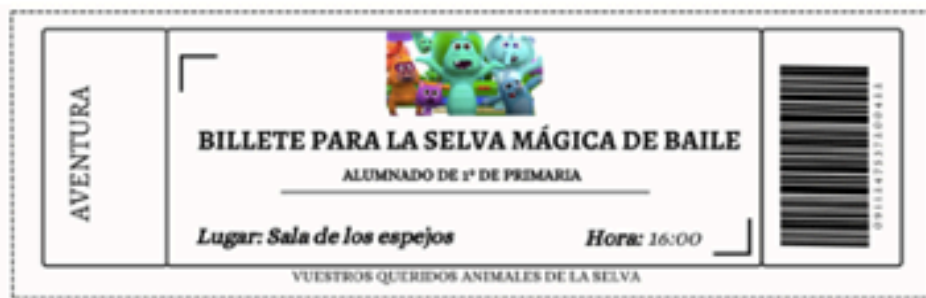 AVENTURA
BILLETE PARA LA SELVA MÁGICA DE BAILE
ALUMNADO DE 1º DE PRIMARIA
Lugar: Sala de los espejos
Hora: 16:00
VUESTROS QUERIDOS ANIMALES DE LA SELVA